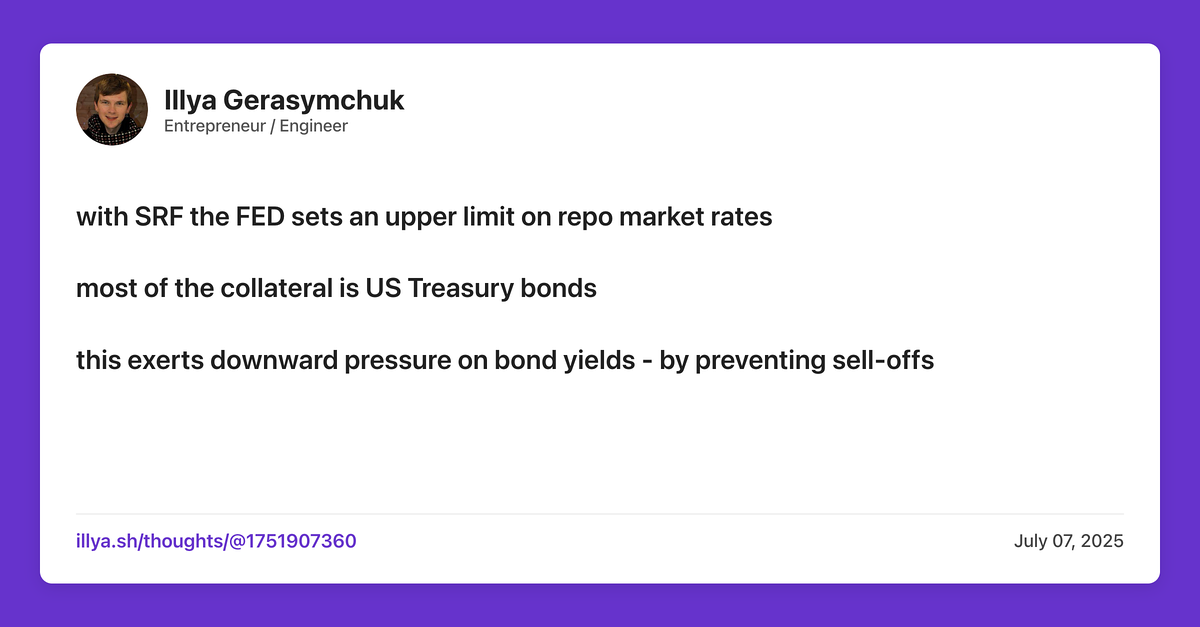 Illya Gerasymchuk
Entrepreneur / Engineer
with SRF the FED sets an upper limit on repo market rates
most of the collateral is US Treasury bonds
this exerts downward pressure on bond yields - by preventing sell-offs
illya.sh/thoughts/@1751907360
July 07, 2025